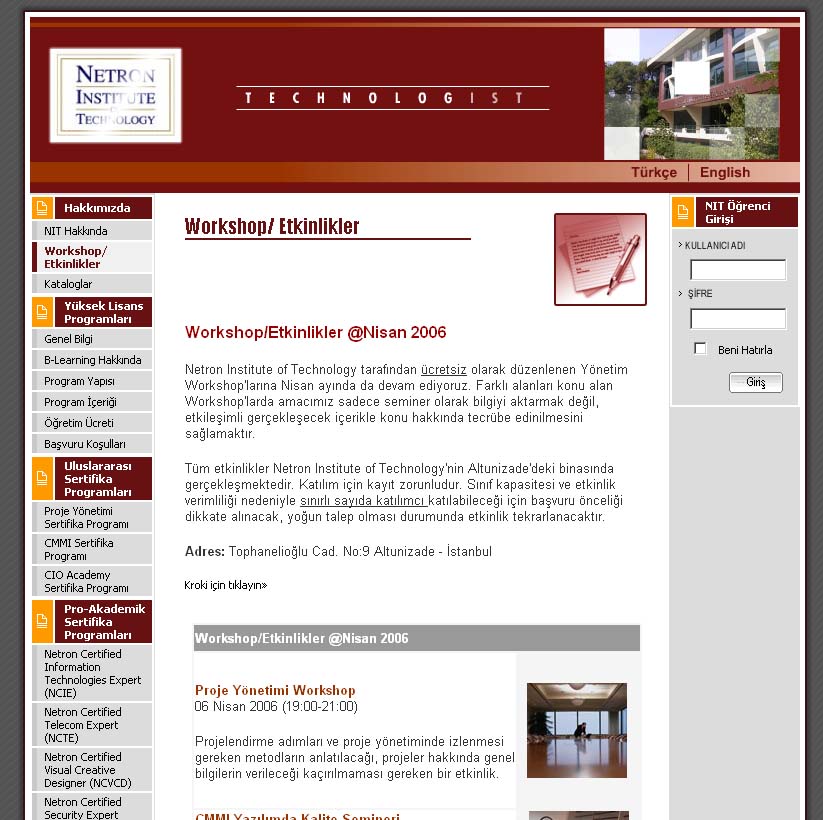 NETRON
INSTITUTE
OF
TECHNOLOGY
TECHNOLOGIST
Türkçe
English
Hakkımızda
NIT Hakkında
Workshop/
Etkinlikler
Kataloglar
Yüksek Lisans
Programları
Genel Bilgi
B-Learning Hakkında
Program Yapısı
Program İçeriği
Öğretim Ücreti
Başvuru Koşulları
Uluslararası
Sertifika
Programları
Proje Yönetimi
Sertifika Programı
CMMI Sertifika
Programı
CIO Academy
Sertifika Programı
Pro-Akademik
Sertifika
Programları
Netron Certified
Information
Technologies Expert
(NCIE)
Netron Certified
Telecom Expert
(NCTE)
Netron Certified
Visual Creative
Designer (NCVCD)
Netron Certified
Security Expert
Workshop/ Etkinlikler
Workshop/Etkinlikler @Nisan 2006
Netron Institute of Technology tarafından ücretsiz olarak düzenlenen Yönetim
Workshop'larına Nisan ayında da devam ediyoruz. Farklı alanları konu alan
Workshop'larda amacımız sadece seminer olarak bilgiyi aktarmak değil,
etkileşimli gerçekleşecek içerikle konu hakkında tecrübe edinilmesini
sağlamaktır.
Tüm etkinlikler Netron Institute of Technology'nin Altunizade'deki binasında
gerçekleşmektedir. Katılım için kayıt zorunludur. Sınıf kapasitesi ve etkinlik
verimliliği nedeniyle sınırlı sayıda katılımcı katılabileceği için başvuru önceliği
dikkate alınacak, yoğun talep olması durumunda etkinlik tekrarlanacaktır.
Adres: Tophanelioğlu Cad. No:9 Altunizade - İstanbul
Kroki için tıklayın»
Workshop/Etkinlikler @Nisan 2006
Proje Yönetimi Workshop
06 Nisan 2006 (19:00-21:00)
Projelendirme adımları ve proje yönetiminde izlenmesi
gereken metodların anlatılacağı, projeler hakkında genel
bilgilerin verileceği kaçırılmaması gereken bir etkinlik.
CMMI Yazılımda Kalite Semineri
NIT Öğrenci
Girişi
KULLANICI ADI
ŞİFRE
Beni Hatırla
Giriş